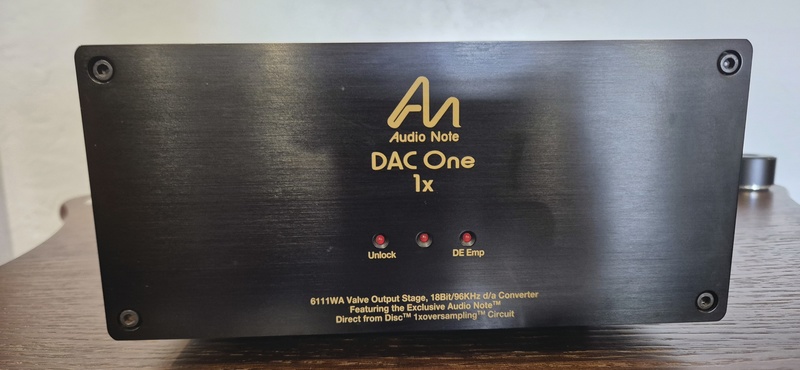 AN
Audio Note
DAC One
1x
Unlock
DE Emp
6111WA Valve Output Stage, 18Bit/96KHz d/a Converter
Featuring the Exclusive Audio Note™
Direct from Disc™ 1xoversampling™ Circuit